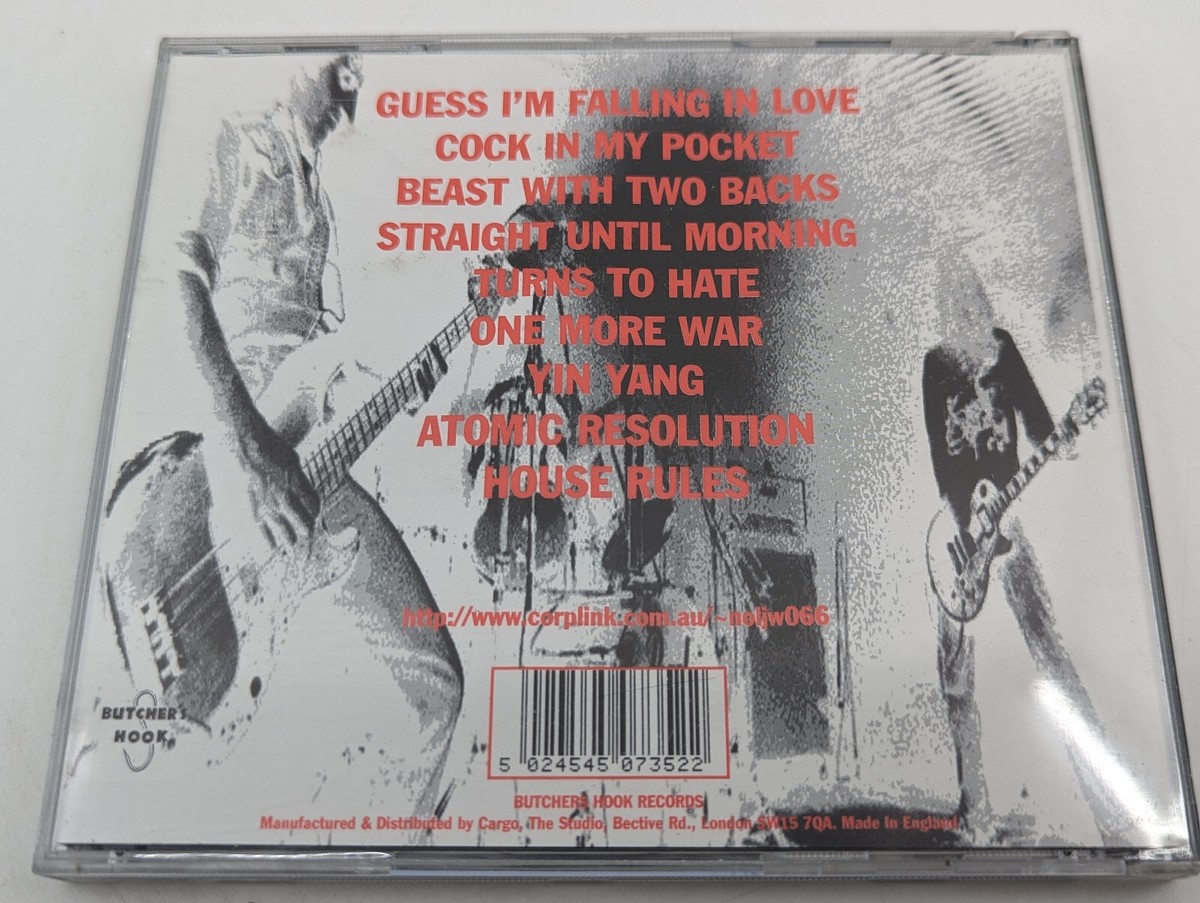 GUESS I'M FALLING IN LOVE
COCK IN MY POCKET
BEAST WITH TWO BACKS
STRAIGHT UNTIL MORNING
TURNS TO HATE
ONE MORE WAR
YIN YANG
ATOMIC RESOLUTION
HOUSE RULES
http://www.corplink.com.au/~noljw066
BUTCHERS
HOOK
5 024545 073522
BUTCHERS HOOK RECORDS
Manufactured & Distributed by Cargo, The Studio, Bective Rd., London SW15 7QA. Made In England